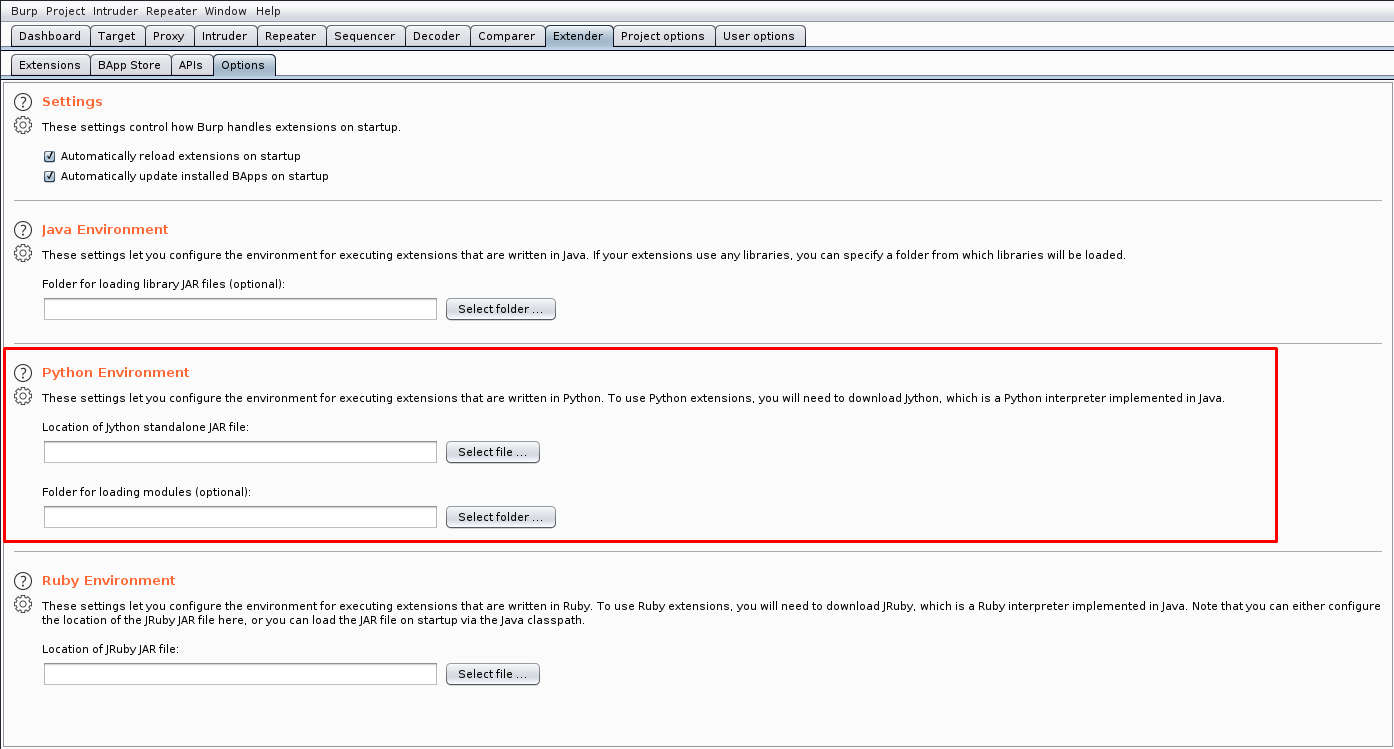 Burp Project Intruder Repeater Window Help
Dashboard Target Proxy Intruder Repeater Sequencer Decoder Comparer Extender Project options User options
Extensions BApp Store APIs Options
? Settings
These settings control how Burp handles extensions on startup.
Automatically reload extensions on startup
Automatically update installed BApps on startup
? Java Environment
These settings let you configure the environment for executing extensions that are written in Java. If your extensions use any libraries, you can specify a folder from which libraries will be loaded.
Folder for loading library JAR files (optional):
Select folder ...
? Python Environment
These settings let you configure the environment for executing extensions that are written in Python. To use Python extensions, you will need to download Jython, which is a Python interpreter implemented in Java.
Location of Jython standalone JAR file:
Select file ...
Folder for loading modules (optional):
Select folder ...
? Ruby Environment
These settings let you configure the environment for executing extensions that are written in Ruby. To use Ruby extensions, you will need to download JRuby, which is a Ruby interpreter implemented in Java. Note that you can either configure
the location of the JRuby JAR file here, or you can load the JAR file on startup via the Java classpath.
Location of JRuby JAR file:
Select file ...